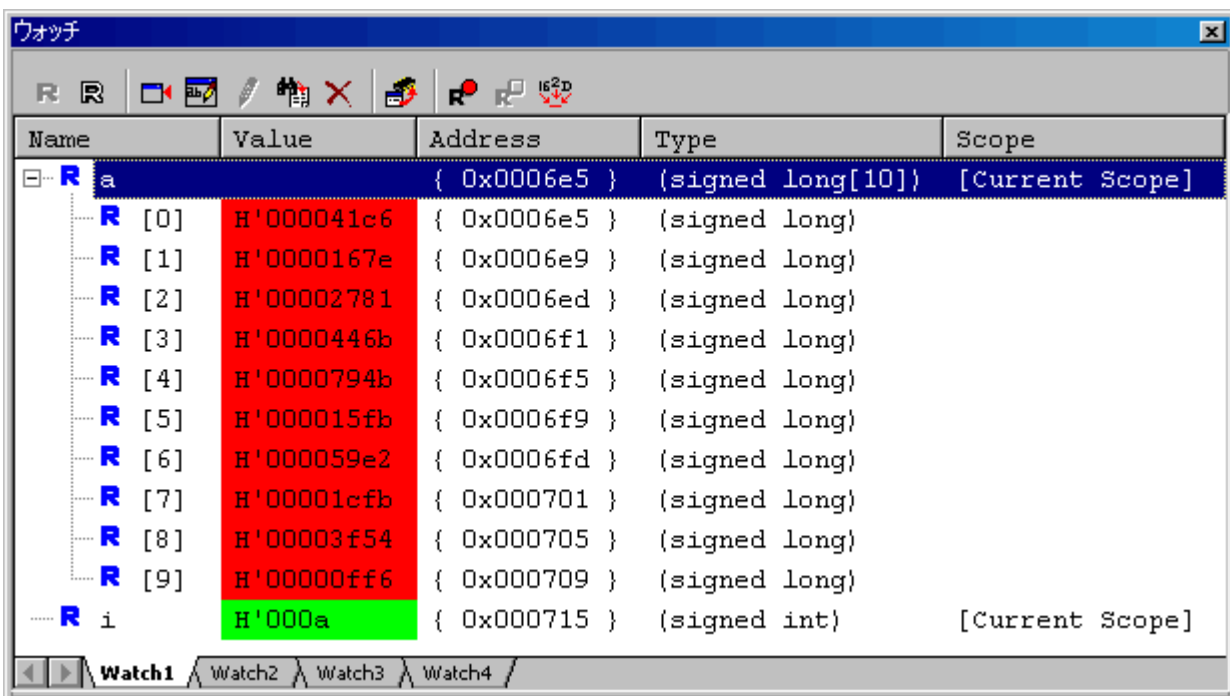 ウォッチ
Name Value Address Type Scope
R a { 0x0006e5 } (signed long[10]) [Current Scope]
R [0] H'000041c6 { 0x0006e5 } (signed long)
R [1] H'0000167e { 0x0006e9 } (signed long)
R [2] H'00002781 { 0x0006ed } (signed long)
R [3] H'0000446b { 0x0006f1 } (signed long)
R [4] H'0000794b { 0x0006f5 } (signed long)
R [5] H'000015fb { 0x0006f9 } (signed long)
R [6] H'000059e2 { 0x0006fd } (signed long)
R [7] H'00001cfb { 0x000701 } (signed long)
R [8] H'00003f54 { 0x000705 } (signed long)
R [9] H'00000ff6 { 0x000709 } (signed long)
R i H'000a { 0x000715 } (signed int) [Current Scope]
Watch1 Watch2 Watch3 Watch4